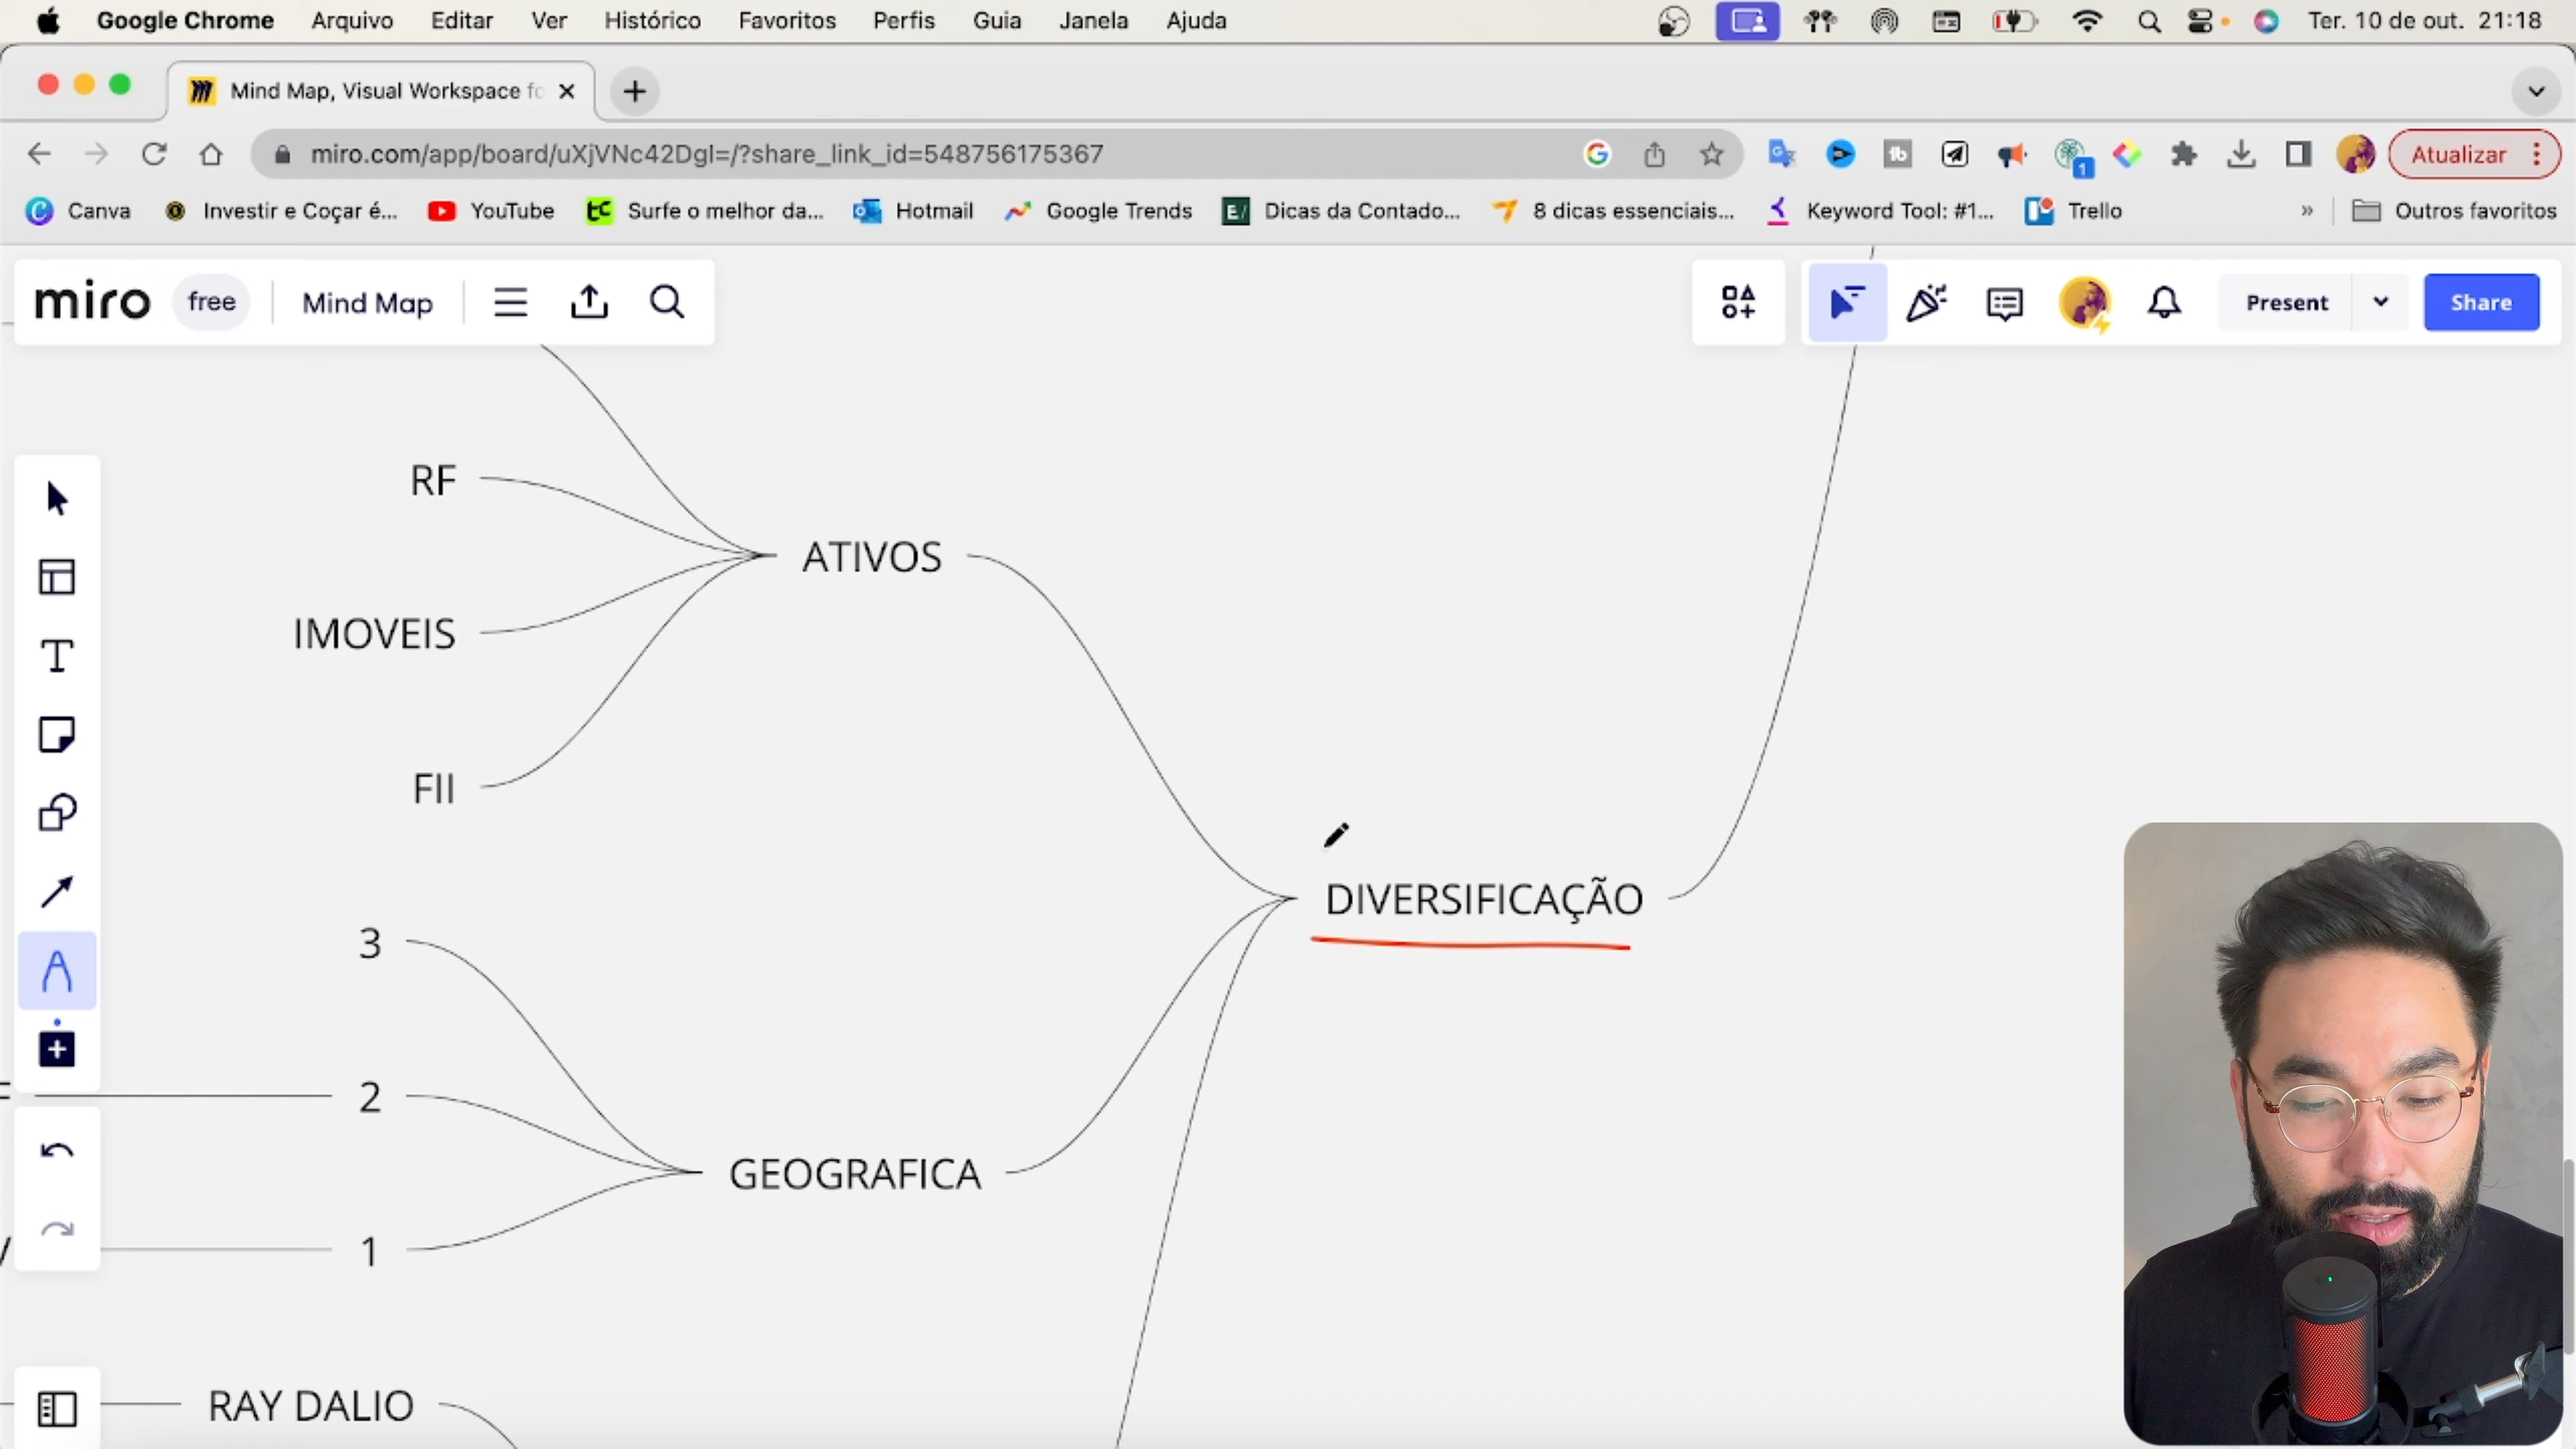 Google Chrome Arquivo Editar Ver Histórico Favoritos Perfis Guia Janela Ajuda Ter. 10 de out. 21:18
Mind Map, Visual Workspace fo
miro.com/app/board/uXjVNc42DgI=/?share_link_id=548756175367
1
Atualizar
Canva Investir e Coçar é... YouTube Surfe o melhor da... Hotmail Google Trends Dicas da Contado... 8 dicas essenciais... Keyword Tool: #1... Trello » Outros favoritos
miro free Mind Map Present Share
RF
ATIVOS
IMOVEIS
FII
DIVERSIFICAÇÃO
3
2
GEOGRAFICA
1
RAY DALIO